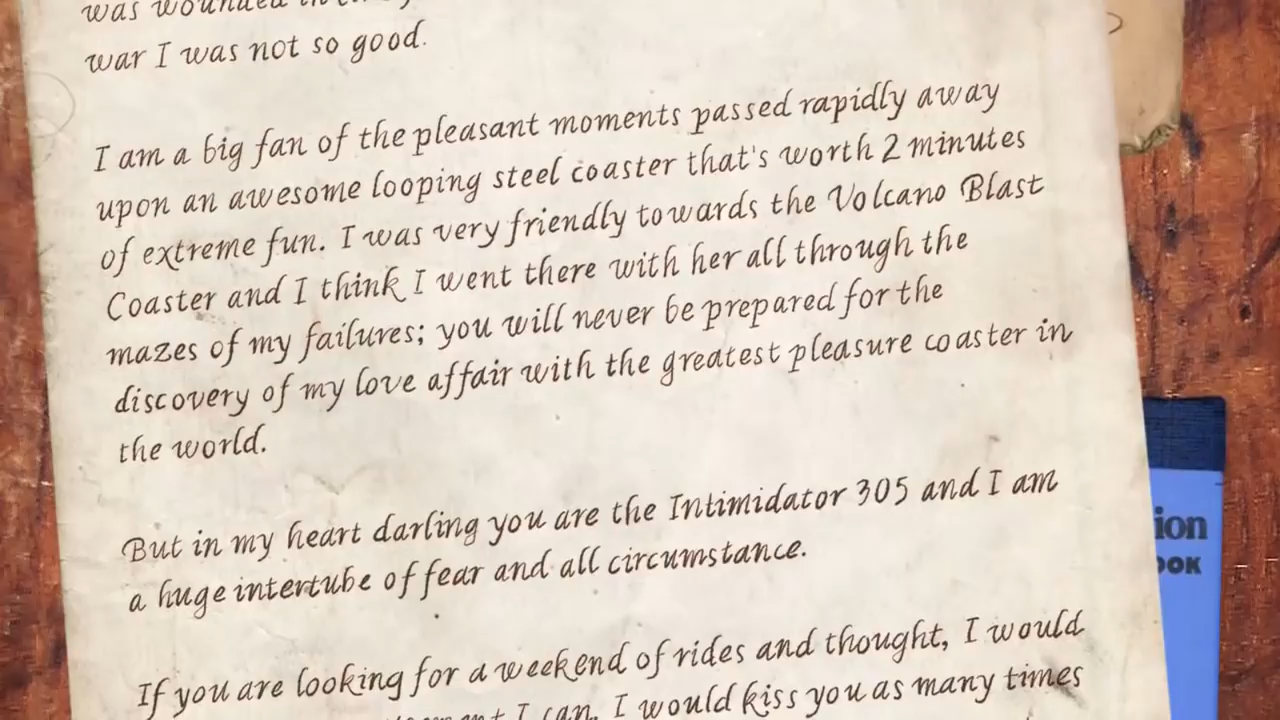 was wounded in
war I was not so good.
I am a big fan of the pleasant moments passed rapidly away
upon an awesome looping steel coaster that's worth 2 minutes
of extreme fun. I was very friendly towards the Volcano Blast
Coaster and I think I went there with her all through the
mazes of my failures; you will never be prepared for the
discovery of my love affair with the greatest pleasure coaster in
the world.
But in my heart darling you are the Intimidator 305 and I am
a huge intertube of fear and all circumstance.
If you are looking for a weekend of rides and thought, I would
I can. I would kiss you as many times
ion
OOK